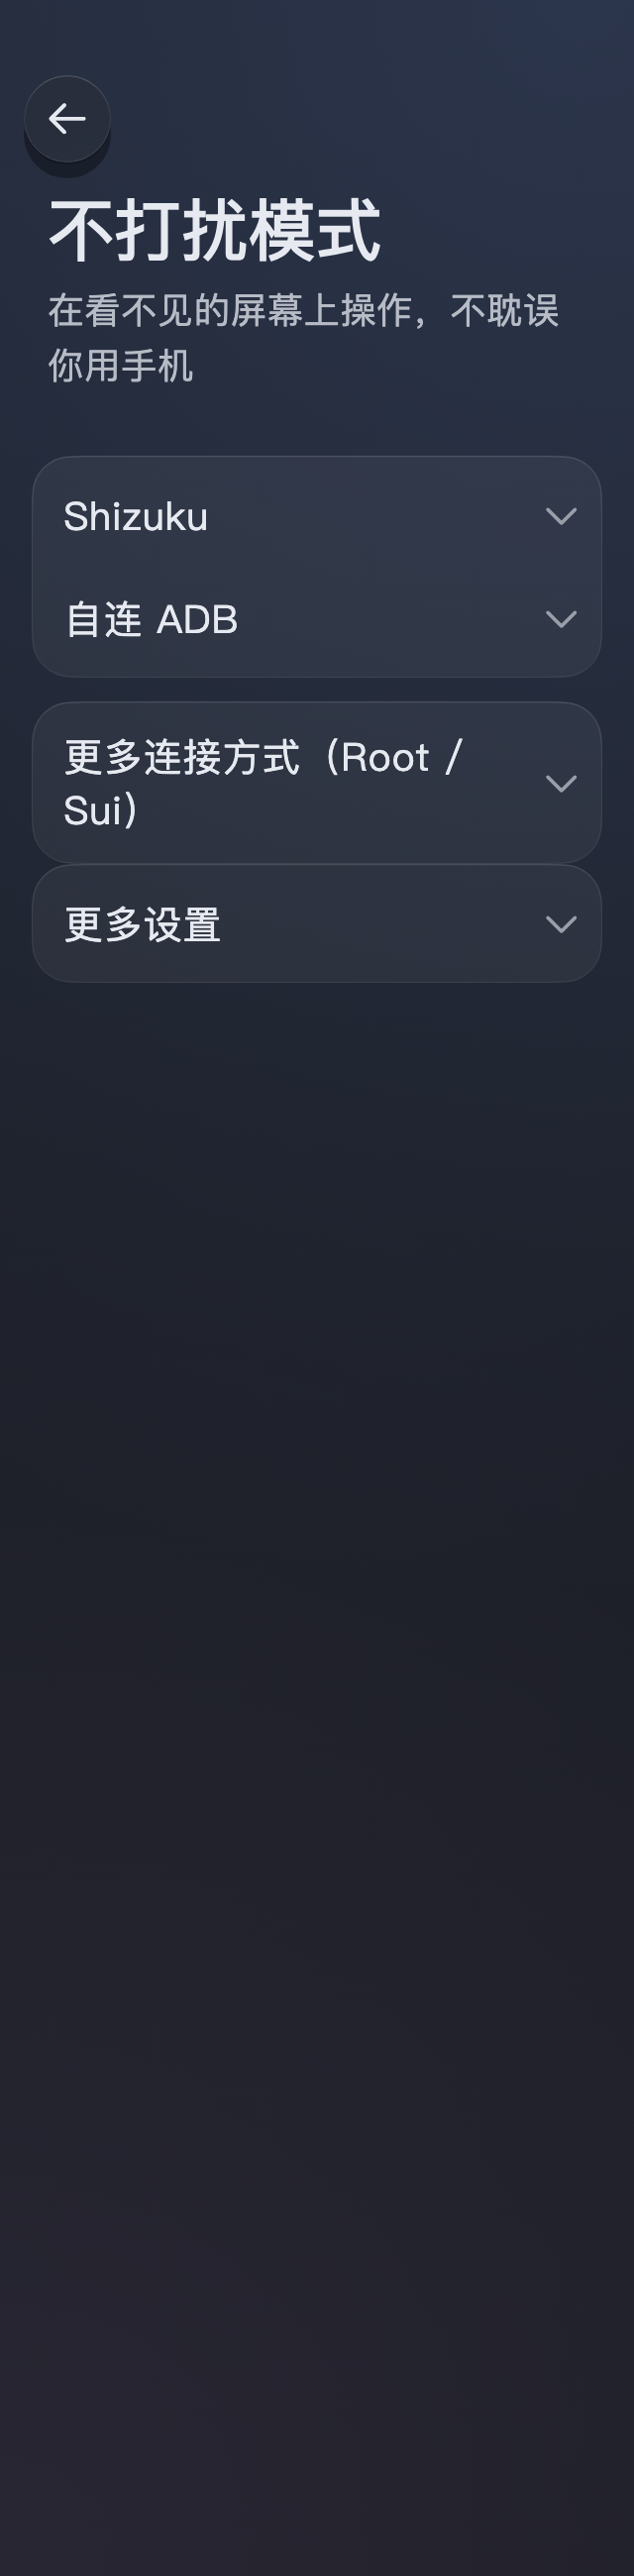 不打扰模式
在看不见的屏幕上操作，不耽误
你用手机
Shizuku
自连 ADB
更多连接方式（Root /
Sui）
更多设置